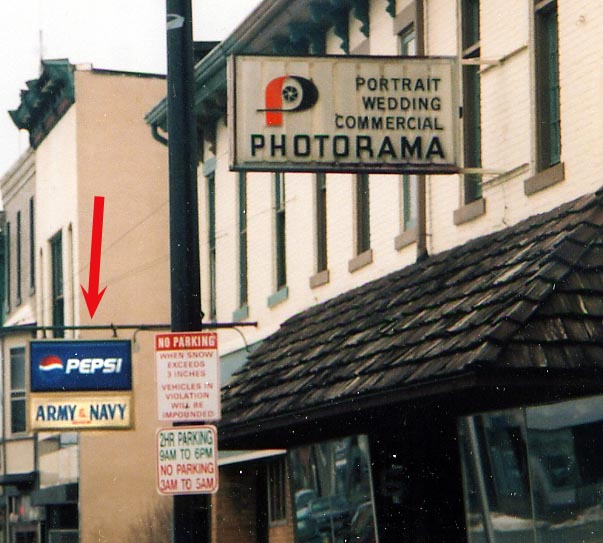 PORTRAIT
WEDDING
COMMERCIAL
PHOTORAMA
PEPSI
ARMY & NAVY
NO PARKING
WHEN SNOW
EXCEEDS
3 INCHES
VEHICLES IN
VIOLATION
WILL BE
IMPOUNDED
2HR PARKING
9AM TO 6PM
NO PARKING
3AM TO 5AM